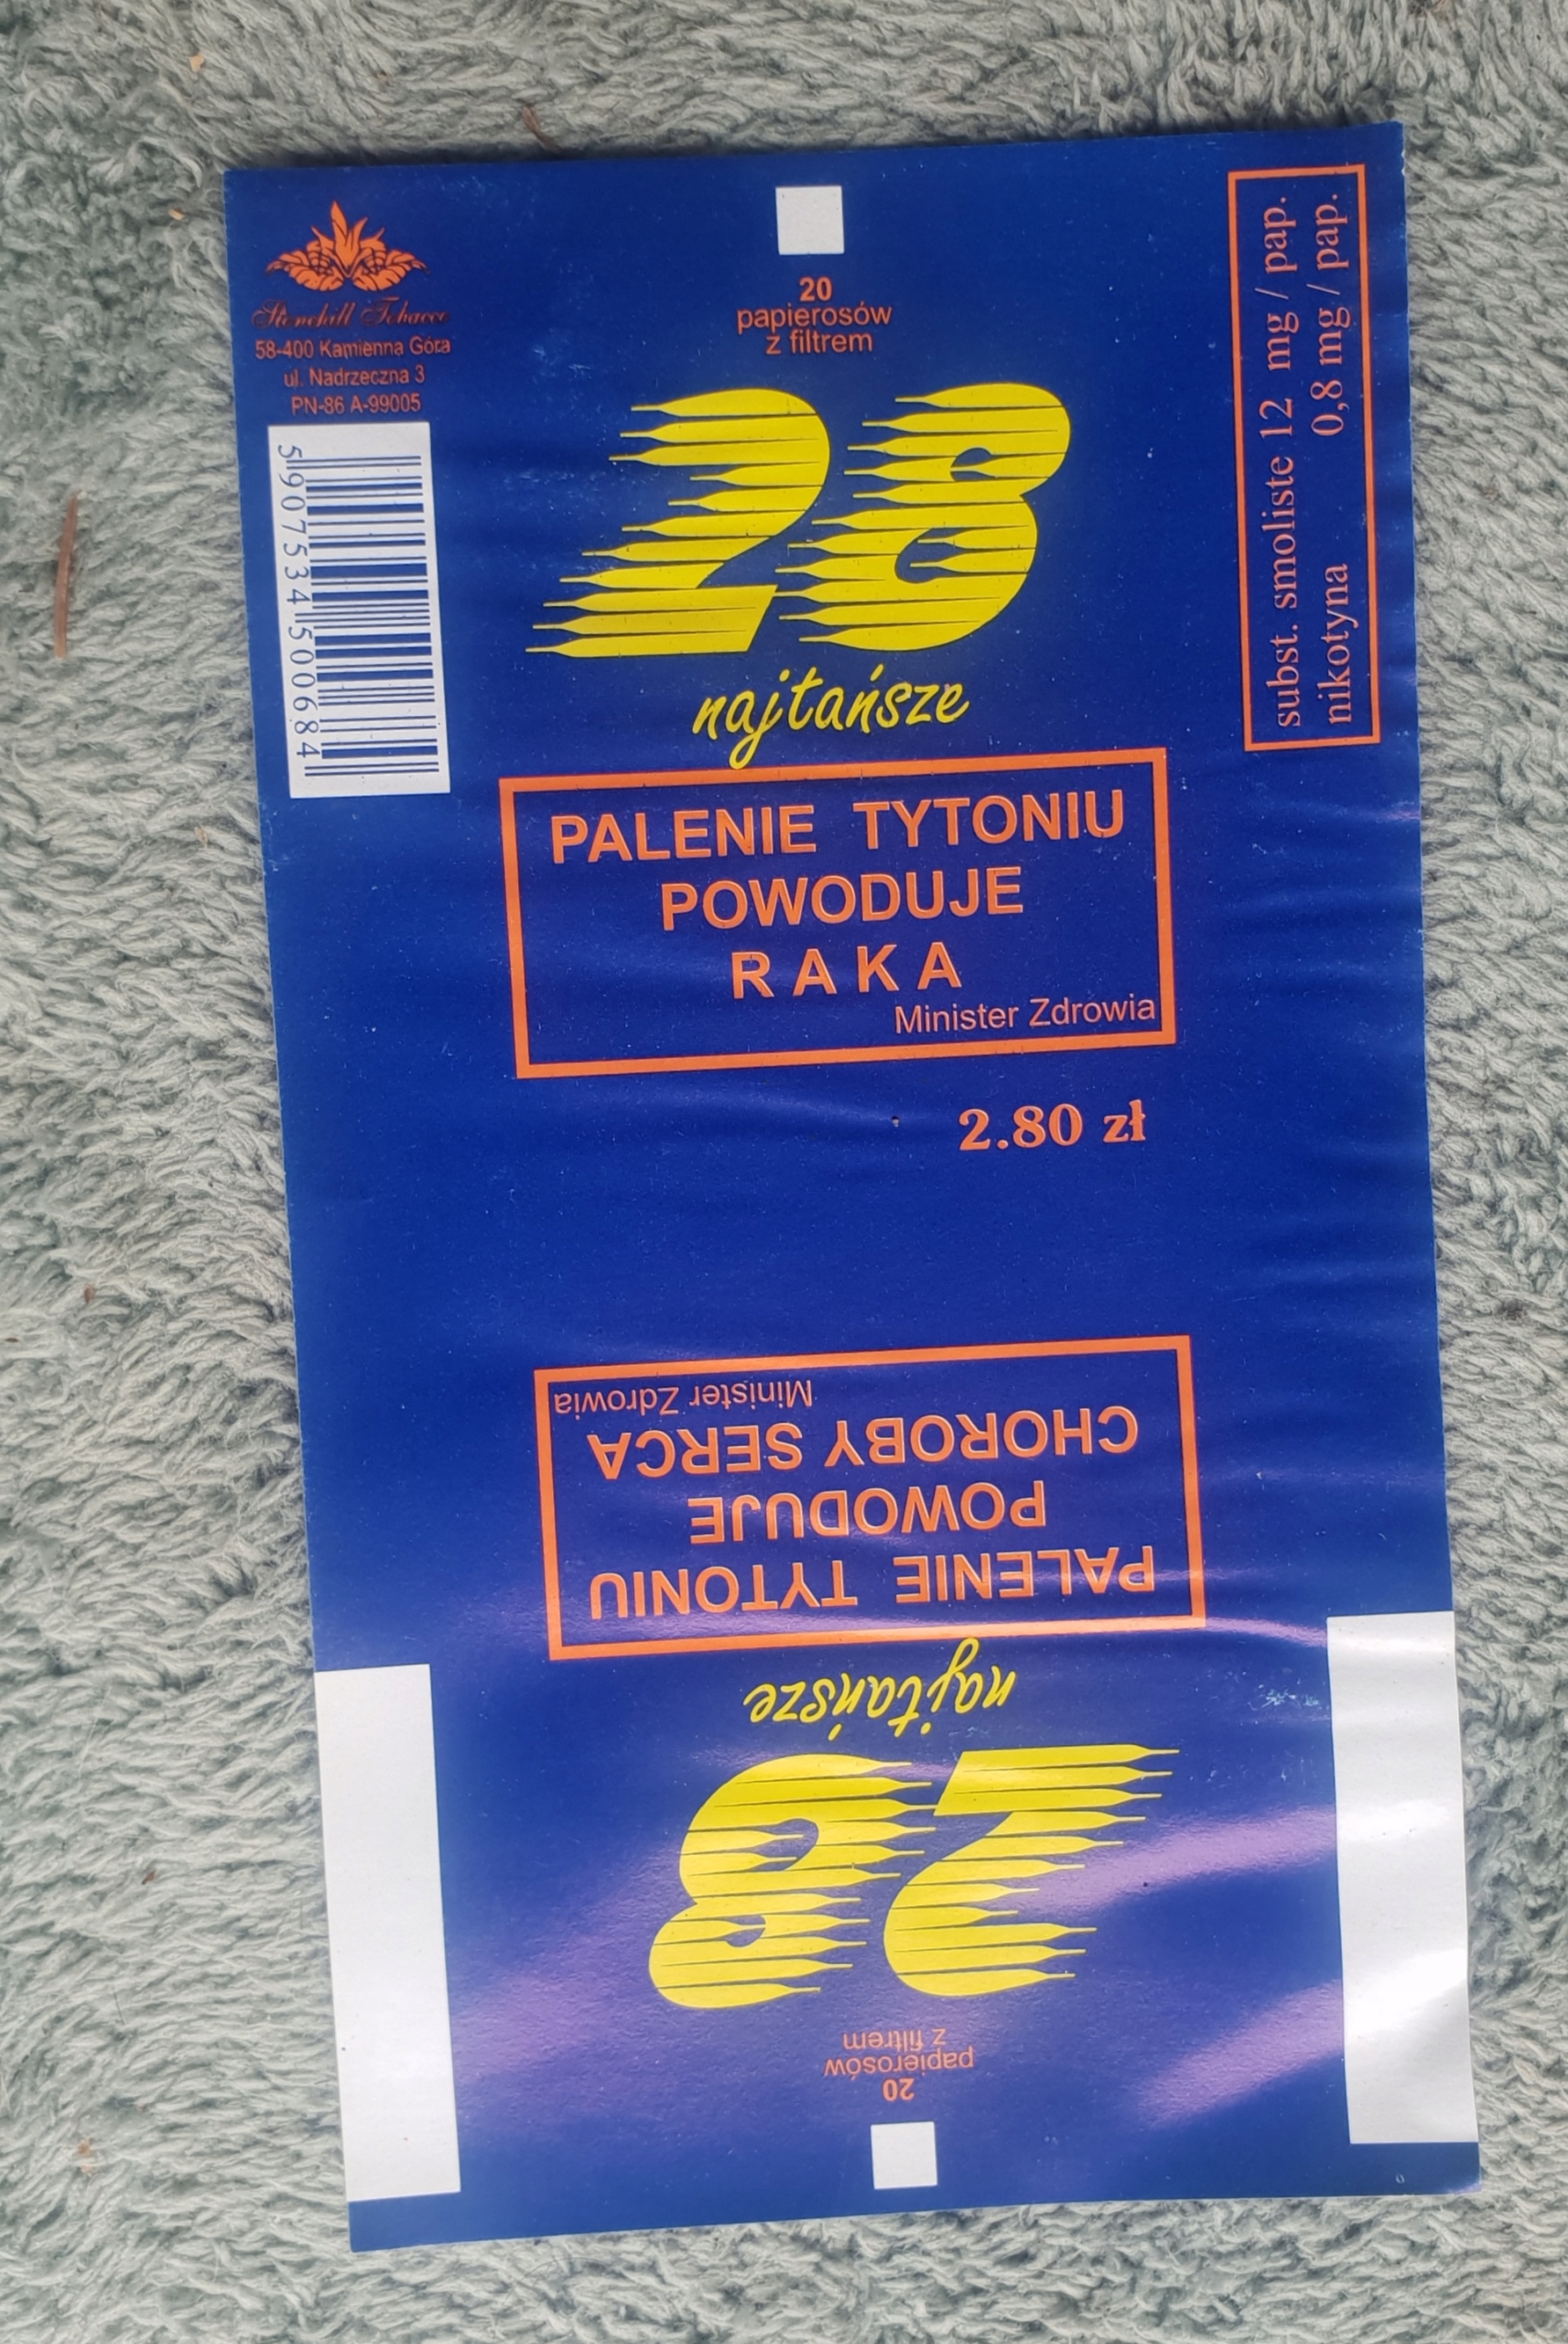 Stonehill Tobacco
58-400 Kamienna Góra
ul. Nadrzeczna 3
PN-86 A-99005
5907534500684
20
papierosów
z filtrem
28
najtańsze
PALENIE TYTONIU
POWODUJE
RAKA
Minister Zdrowia
2.80 zł
subst. smoliste 12 mg / pap.
nikotyna 0,8 mg / pap.
20
papierosów
z filtrem
28
najtańsze
PALENIE TYTONIU
POWODUJE
CHOROBY SERCA
Minister Zdrowia